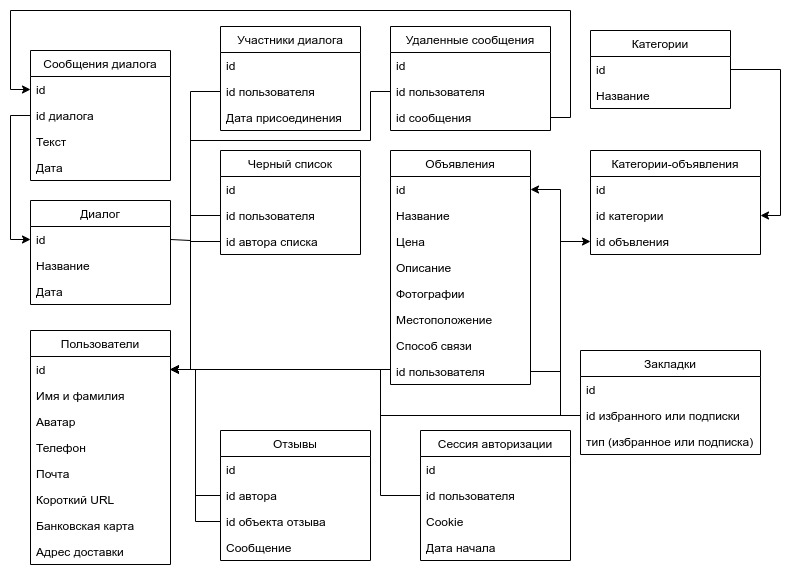 Сообщения диалога
id
id диалога
Текст
Дата
Участники диалога
id
id пользователя
Дата присоединения
Удаленные сообщения
id
id пользователя
id сообщения
Категории
id
Название
Диалог
id
Название
Дата
Черный список
id
id пользователя
id автора списка
Объявления
id
Название
Цена
Описание
Фотографии
Местоположение
Способ связи
id пользователя
Категории-объявления
id
id категории
id объвления
Пользователи
id
Имя и фамилия
Аватар
Телефон
Почта
Короткий URL
Банковская карта
Адрес доставки
Отзывы
id
id автора
id объекта отзыва
Сообщение
Сессия авторизации
id
id пользователя
Cookie
Дата начала
Закладки
id
id избранного или подписки
тип (избранное или подписка)